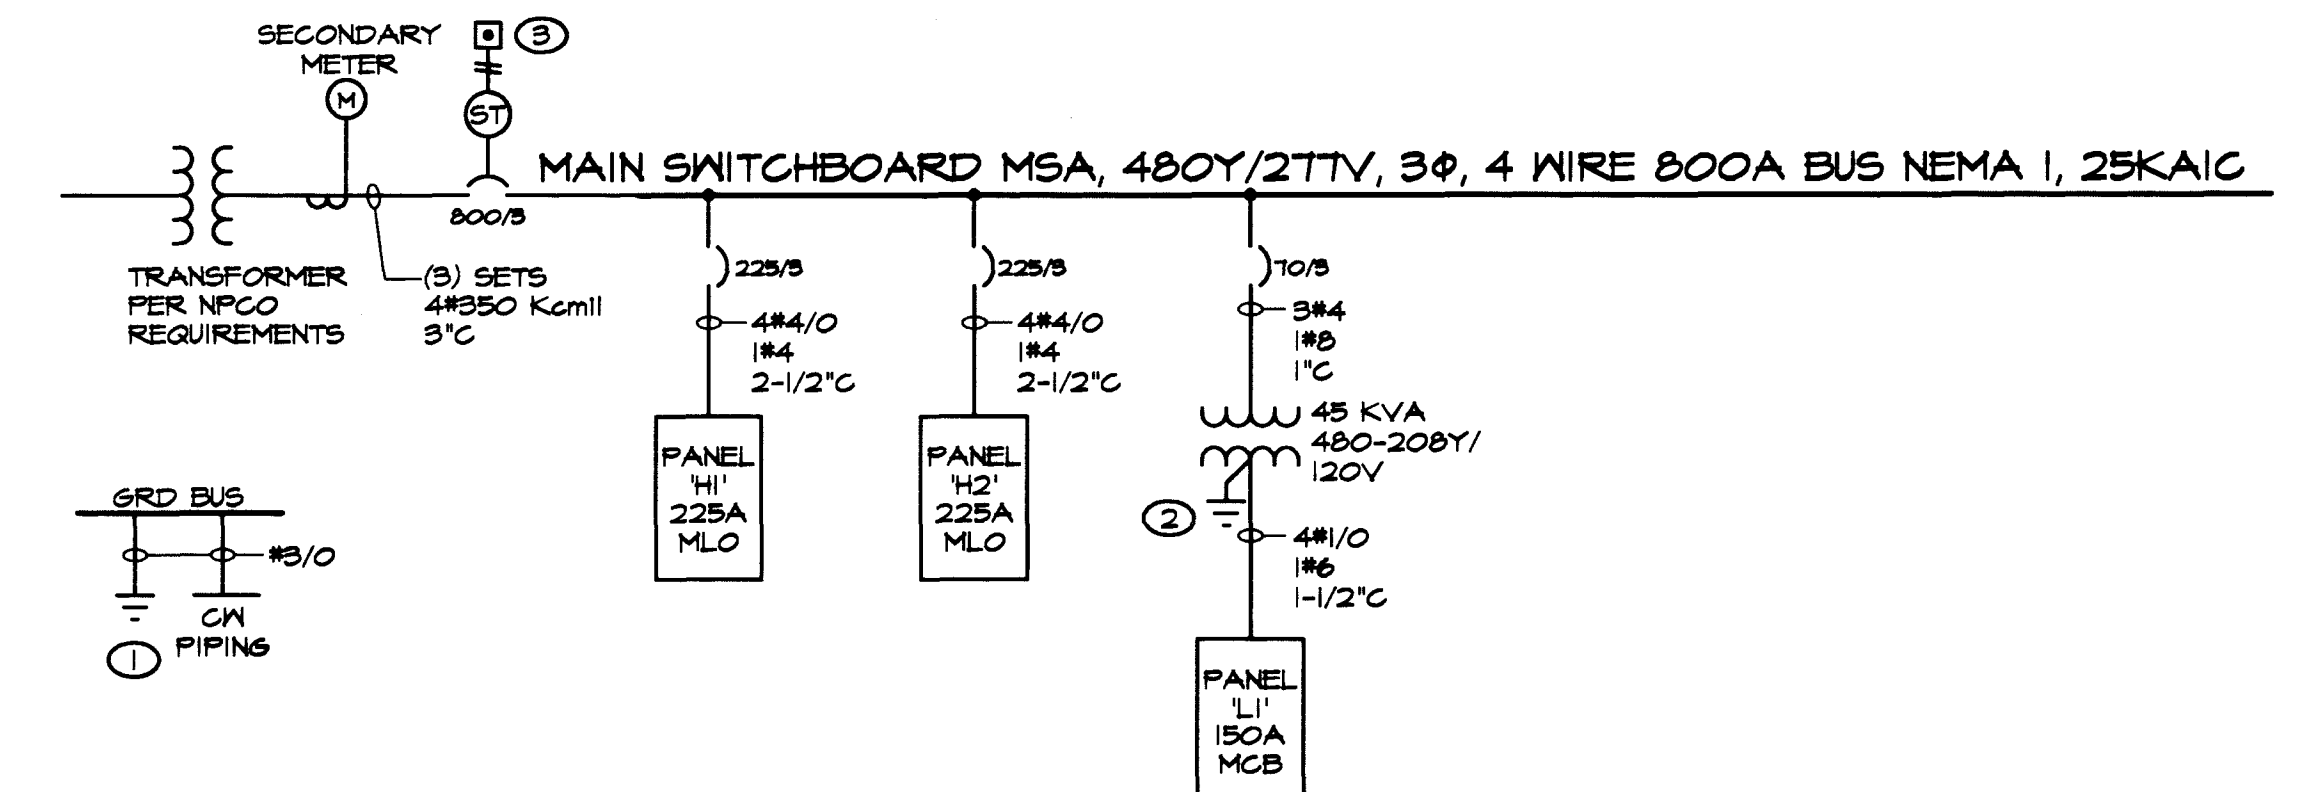 SECONDARY
METER
M
3
ST
MAIN SWITCHBOARD MSA, 480Y/277V, 3Φ, 4 WIRE 800A BUS NEMA 1, 25KAIC
800/3
TRANSFORMER
PER NPCO
REQUIREMENTS
(3) SETS
4#350 Kcmil
3"C
225/3
4#4/0
1#4
2-1/2"C
PANEL
'H1'
225A
MLO
225/3
4#4/0
1#4
2-1/2"C
PANEL
'H2'
225A
MLO
70/3
3#4
1#8
1"C
45 KVA
480-208Y/
120V
2
4#1/0
1#6
1-1/2"C
PANEL
'L1'
150A
MCB
GRD BUS
#3/0
CW
PIPING
1